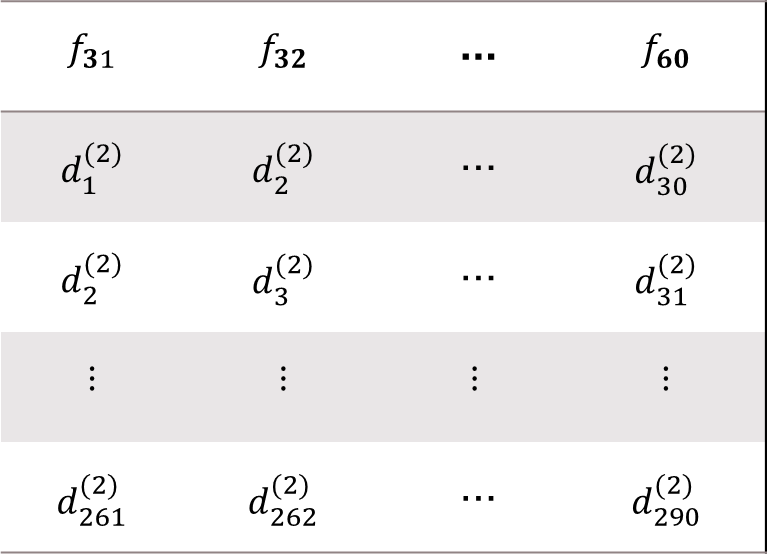 f₃₁ f₃₂ ⋯ f₆₀
d₁⁽²⁾ d₂⁽²⁾ ⋯ d₃₀⁽²⁾
d₂⁽²⁾ d₃⁽²⁾ ⋯ d₃₁⁽²⁾
⋮ ⋮ ⋮ ⋮
d₂₆₁⁽²⁾ d₂₆₂⁽²⁾ ⋯ d₂₉₀⁽²⁾